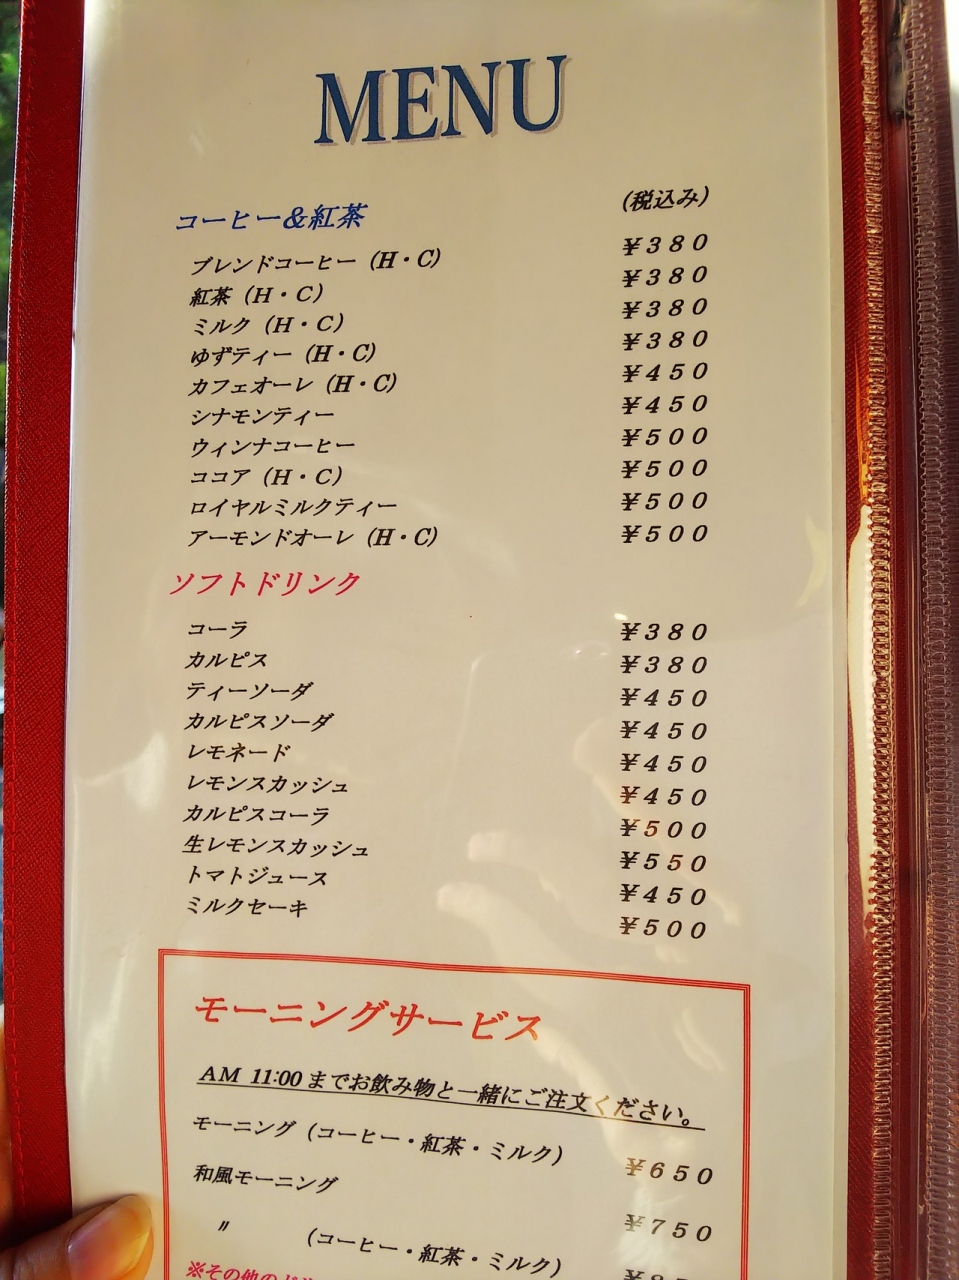 MENU
コーヒー&紅茶 (税込み)
ブレンドコーヒー (H・C) ¥380
紅茶 (H・C) ¥380
ミルク (H・C) ¥380
ゆずティー (H・C) ¥380
カフェオーレ (H・C) ¥450
シナモンティー ¥450
ウィンナコーヒー ¥500
ココア (H・C) ¥500
ロイヤルミルクティー ¥500
アーモンドオーレ (H・C) ¥500
ソフトドリンク
コーラ ¥380
カルピス ¥380
ティーソーダ ¥450
カルピスソーダ ¥450
レモネード ¥450
レモンスカッシュ ¥450
カルピスコーラ ¥500
生レモンスカッシュ ¥550
トマトジュース ¥450
ミルクセーキ ¥500
モーニングサービス
AM 11:00までお飲み物と一緒にご注文ください。
モーニング (コーヒー・紅茶・ミルク) ¥650
和風モーニング ¥750
〃 (コーヒー・紅茶・ミルク)
※その他の